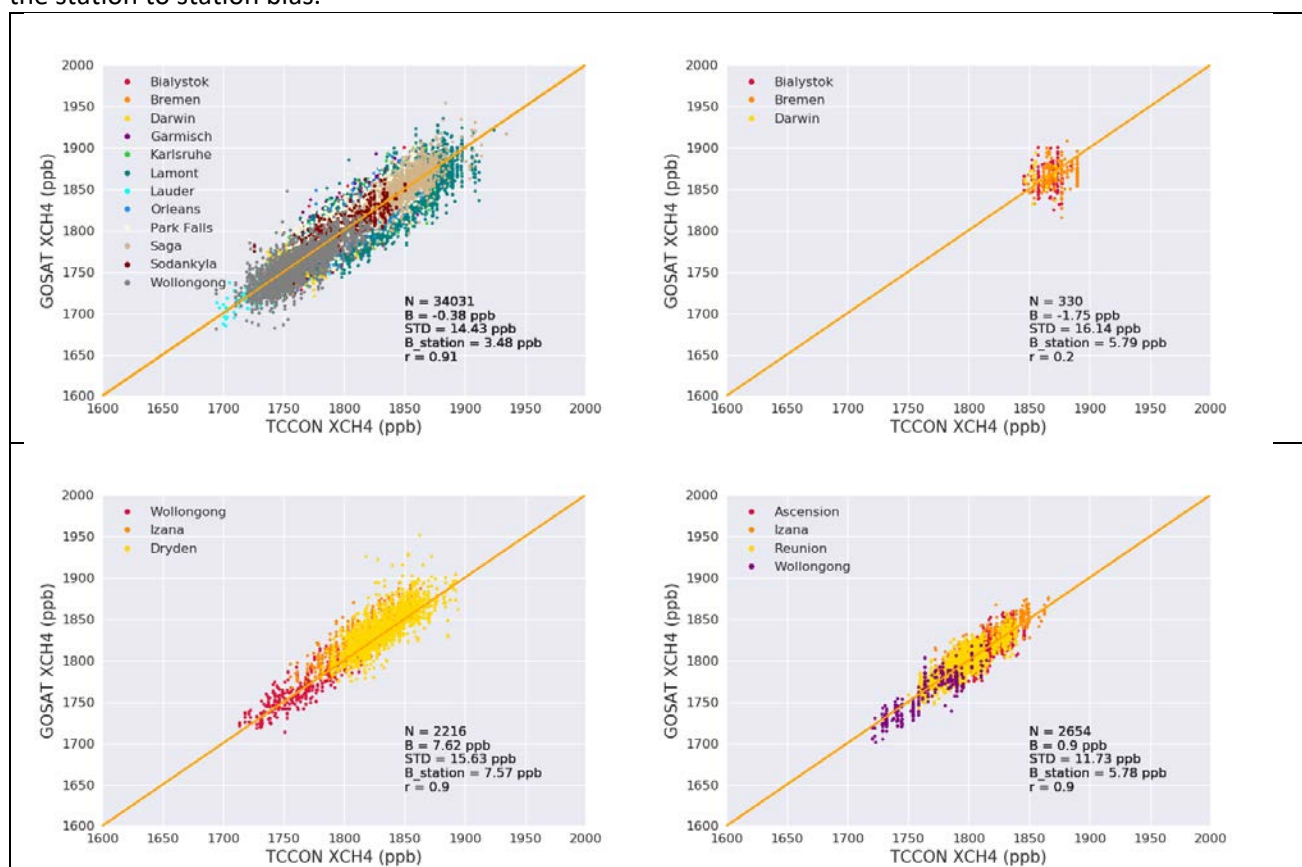 the station to station bias.
2000
1950
1900
1850
1800
1750
1700
1650
1600
GOSAT XCH4 (ppb)
Bialystok
Bremen
Darwin
Garmisch
Karlsruhe
Lamont
Lauder
Orleans
Park Falls
Saga
Sodankyla
Wollongong
N = 34031
B = -0.38 ppb
STD = 14.43 ppb
B_station = 3.48 ppb
r = 0.91
1600 1650 1700 1750 1800 1850 1900 1950 2000
TCCON XCH4 (ppb)
2000
1950
1900
1850
1800
1750
1700
1650
1600
GOSAT XCH4 (ppb)
Bialystok
Bremen
Darwin
N = 330
B = -1.75 ppb
STD = 16.14 ppb
B_station = 5.79 ppb
r = 0.2
1600 1650 1700 1750 1800 1850 1900 1950 2000
TCCON XCH4 (ppb)
2000
1950
1900
1850
1800
1750
1700
1650
1600
GOSAT XCH4 (ppb)
Wollongong
Izana
Dryden
N = 2216
B = 7.62 ppb
STD = 15.63 ppb
B_station = 7.57 ppb
r = 0.9
1600 1650 1700 1750 1800 1850 1900 1950 2000
TCCON XCH4 (ppb)
2000
1950
1900
1850
1800
1750
1700
1650
1600
GOSAT XCH4 (ppb)
Ascension
Izana
Reunion
Wollongong
N = 2654
B = 0.9 ppb
STD = 11.73 ppb
B_station = 5.78 ppb
r = 0.9
1600 1650 1700 1750 1800 1850 1900 1950 2000
TCCON XCH4 (ppb)